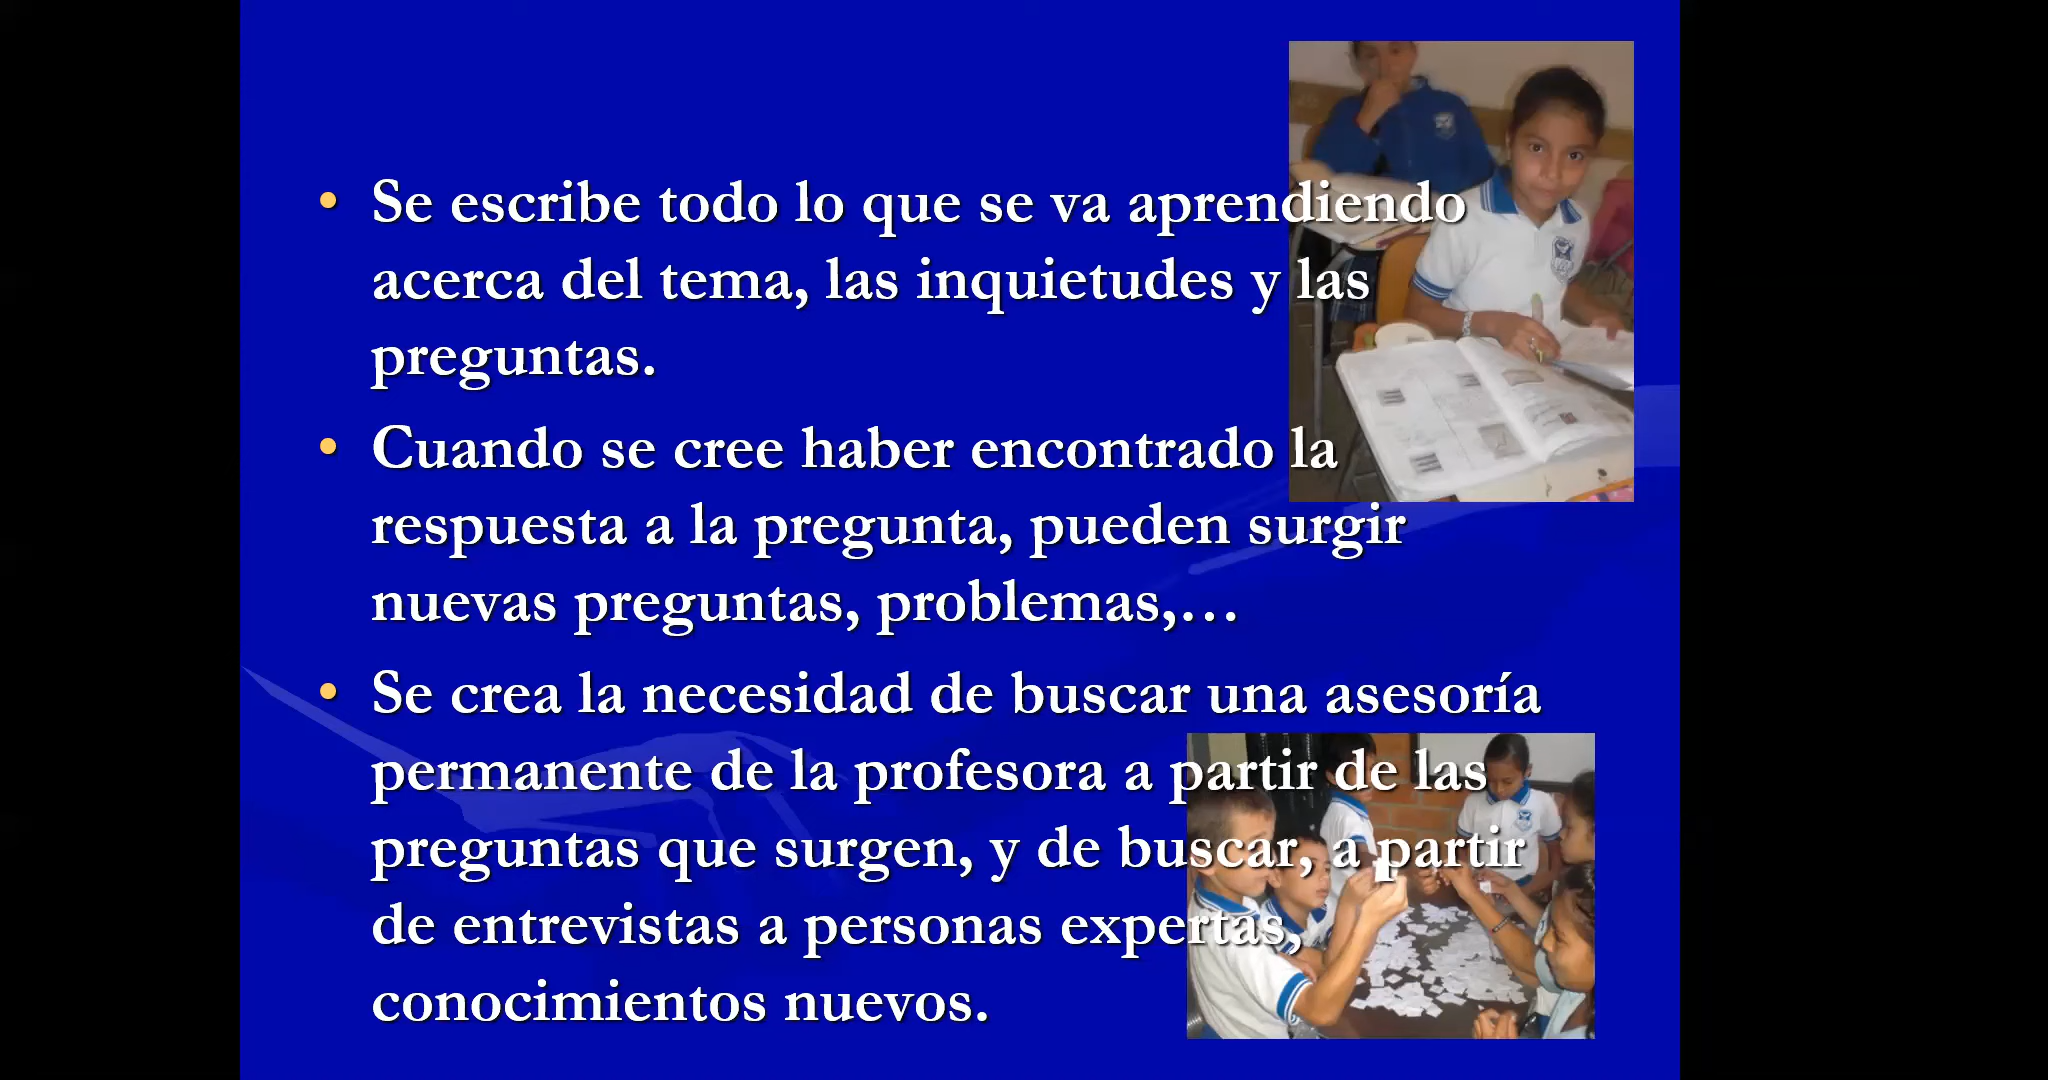 • Se escribe todo lo que se va aprendiendo
acerca del tema, las inquietudes y las
preguntas.
• Cuando se cree haber encontrado la
respuesta a la pregunta, pueden surgir
nuevas preguntas, problemas,…
• Se crea la necesidad de buscar una asesoría
permanente de la profesora a partir de las
preguntas que surgen, y de buscar, a partir
de entrevistas a personas expertas,
conocimientos nuevos.